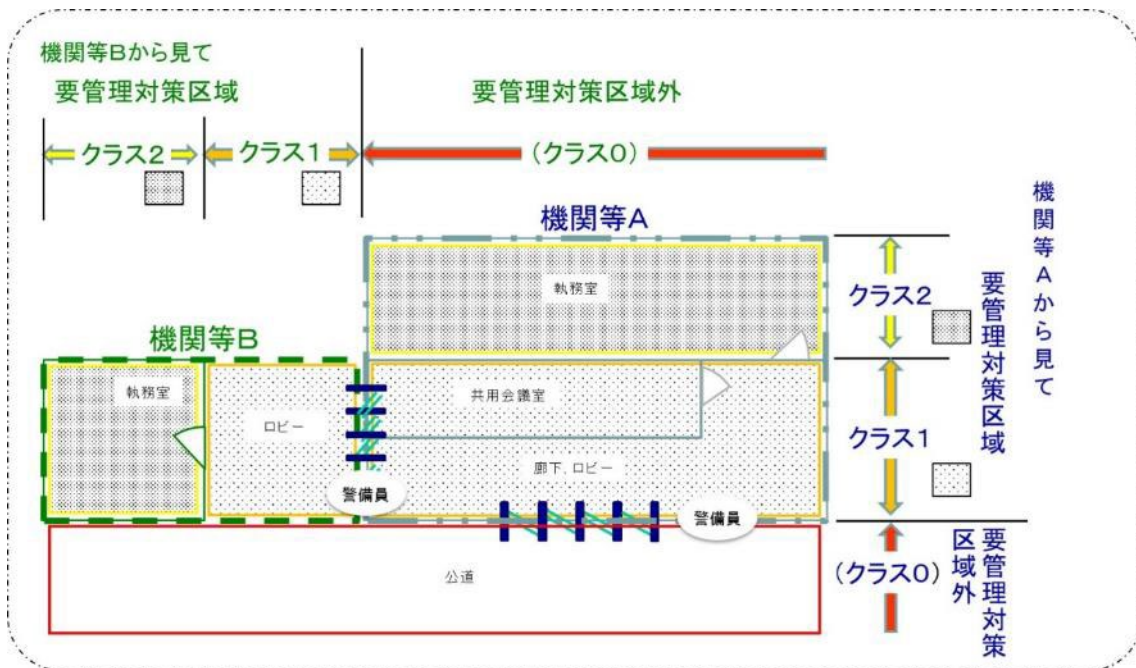 機関等Bから見て
要管理対策区域
要管理対策区域外
クラス2
クラス1
(クラス0)
機関等A
執務室
機関等B
執務室
ロビー
共用会議室
廊下、ロビー
警備員
警備員
公道
機関等Aから見て
要管理対策区域
クラス2
クラス1
(クラス0)
要管理対策
区域外